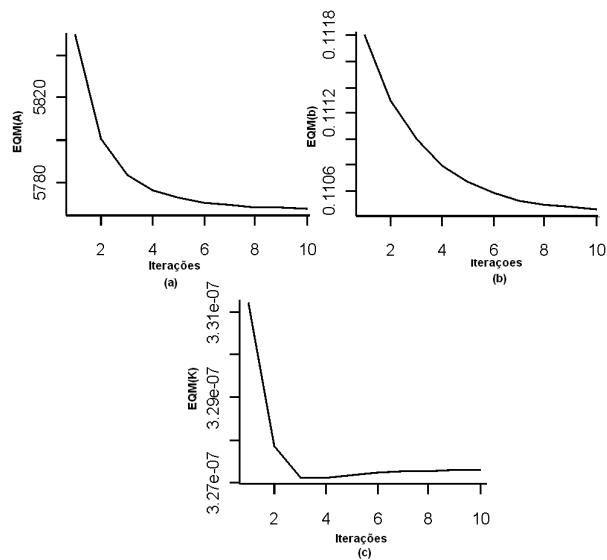 EQM(A)
5820
5780
2 4 6 8 10
Iterações
(a)
EQM(b)
0.1118
0.1112
0.1106
2 4 6 8 10
Iteraçoes
(b)
EQM(K)
3.31e-07
3.29e-07
3.27e-07
2 4 6 8 10
Iterações
(c)